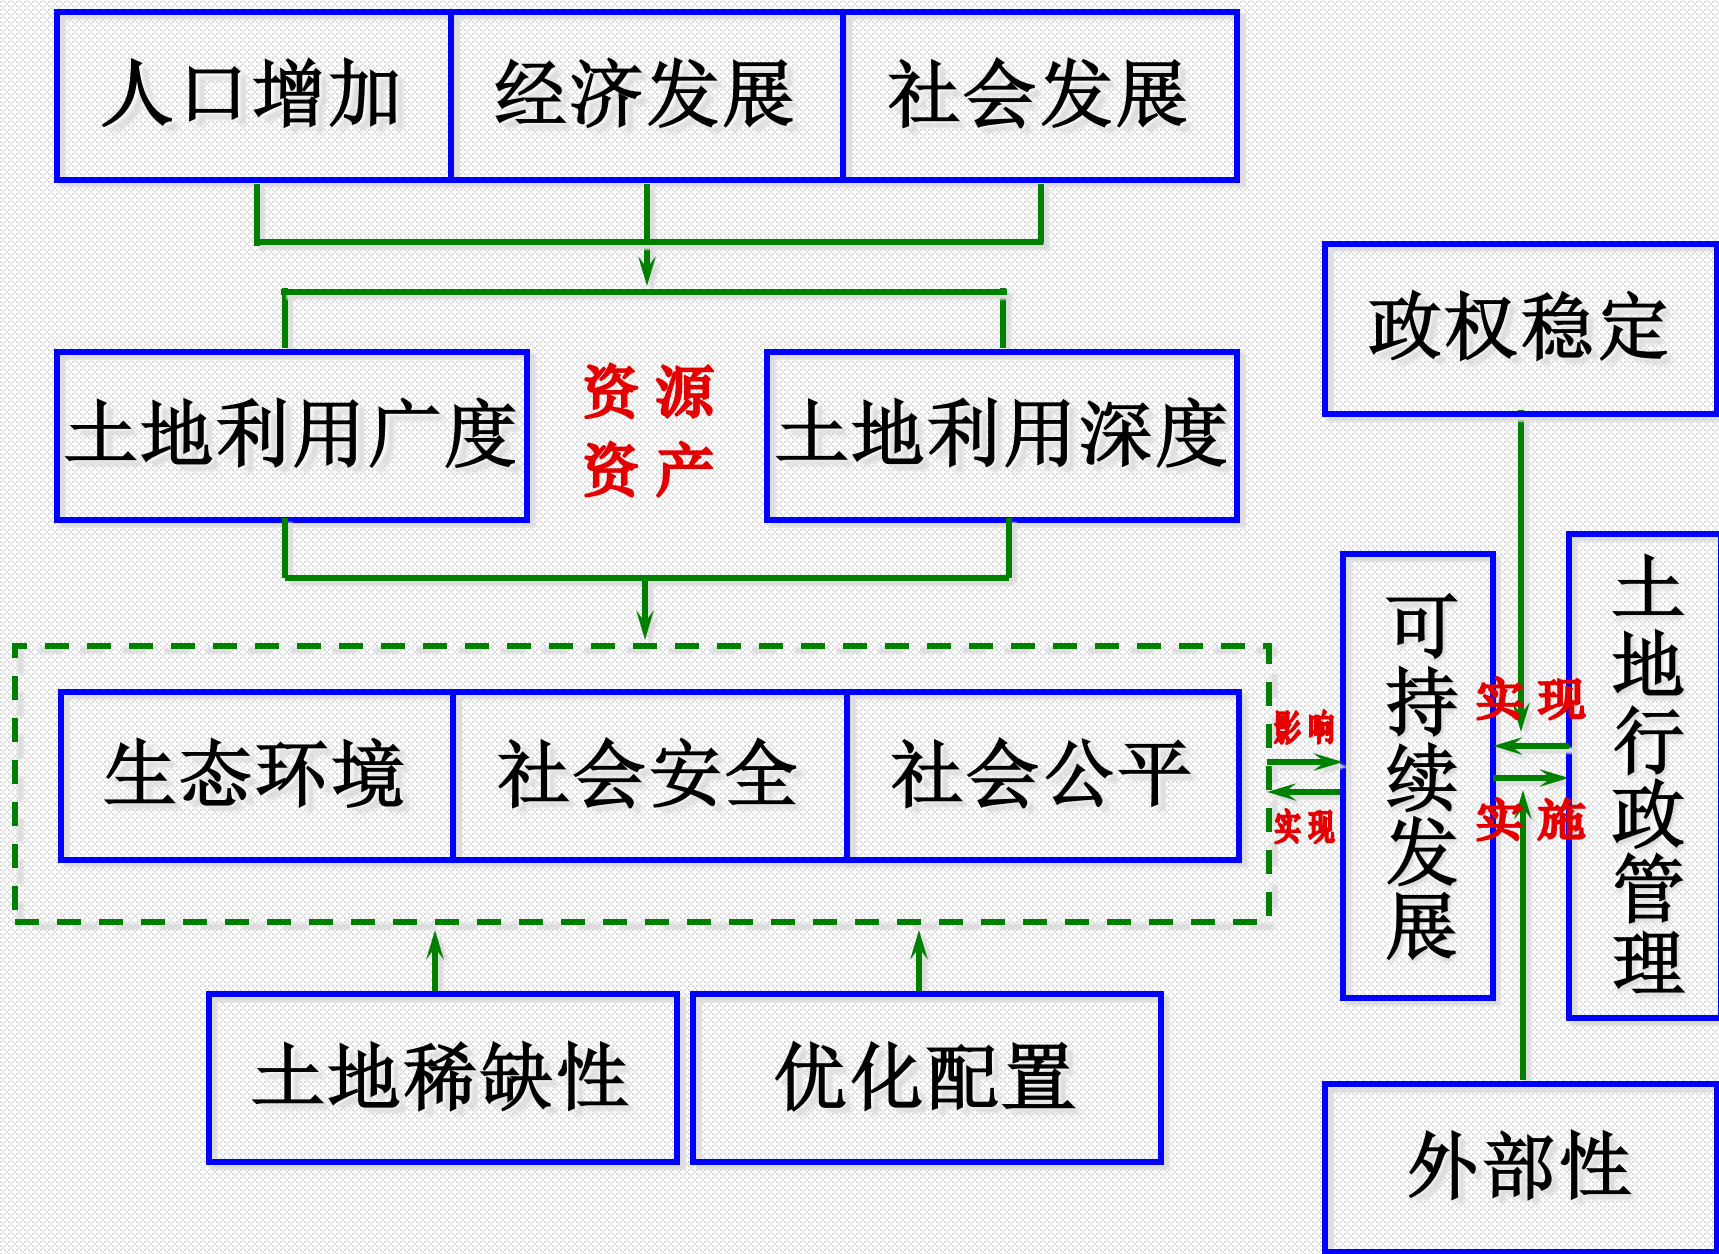 人口增加
经济发展
社会发展
政权稳定
土地利用广度
资源
资产
土地利用深度
生态环境
社会安全
社会公平
影响
实现
可持续发展
实现
实施
土地行政管理
土地稀缺性
优化配置
外部性